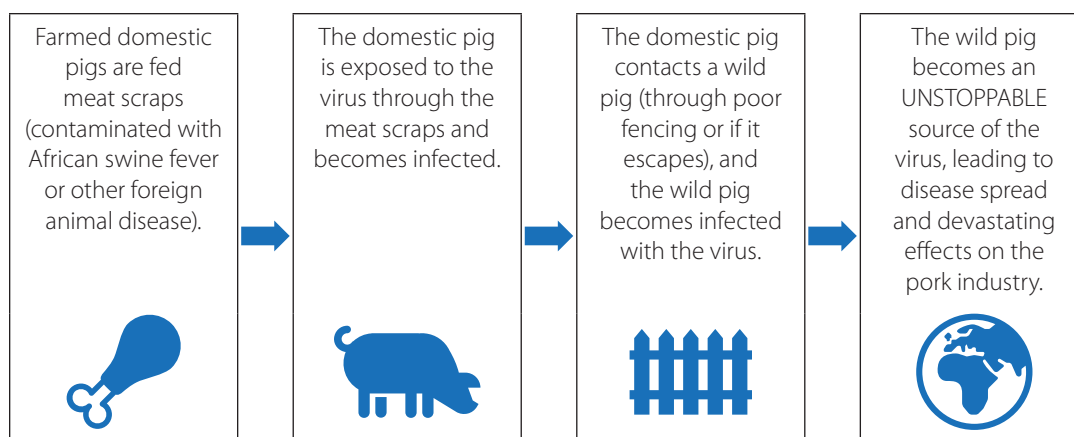 Farmed domestic
pigs are fed
meat scraps
(contaminated with
African swine fever
or other foreign
animal disease).
The domestic pig
is exposed to the
virus through the
meat scraps and
becomes infected.
The domestic pig
contacts a wild
pig (through poor
fencing or if it
escapes), and
the wild pig
becomes infected
with the virus.
The wild pig
becomes an
UNSTOPPABLE
source of the
virus, leading to
disease spread
and devastating
effects on the
pork industry.